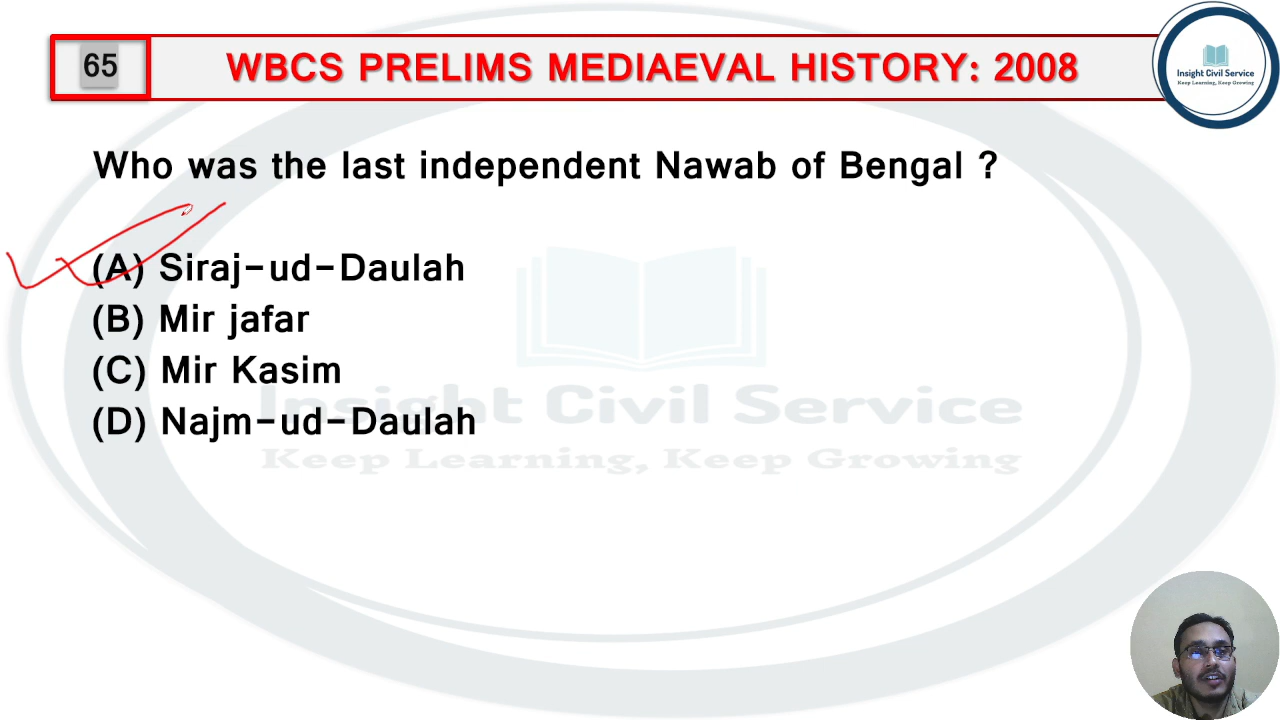 65
WBCS PRELIMS MEDIAEVAL HISTORY: 2008
Insight Civil Service
Keep Learning, Keep Growing
Who was the last independent Nawab of Bengal ?
(A) Siraj-ud-Daulah
(B) Mir jafar
(C) Mir Kasim
(D) Najm-ud-Daulah
Insight Civil Service
Keep Learning, Keep Growing